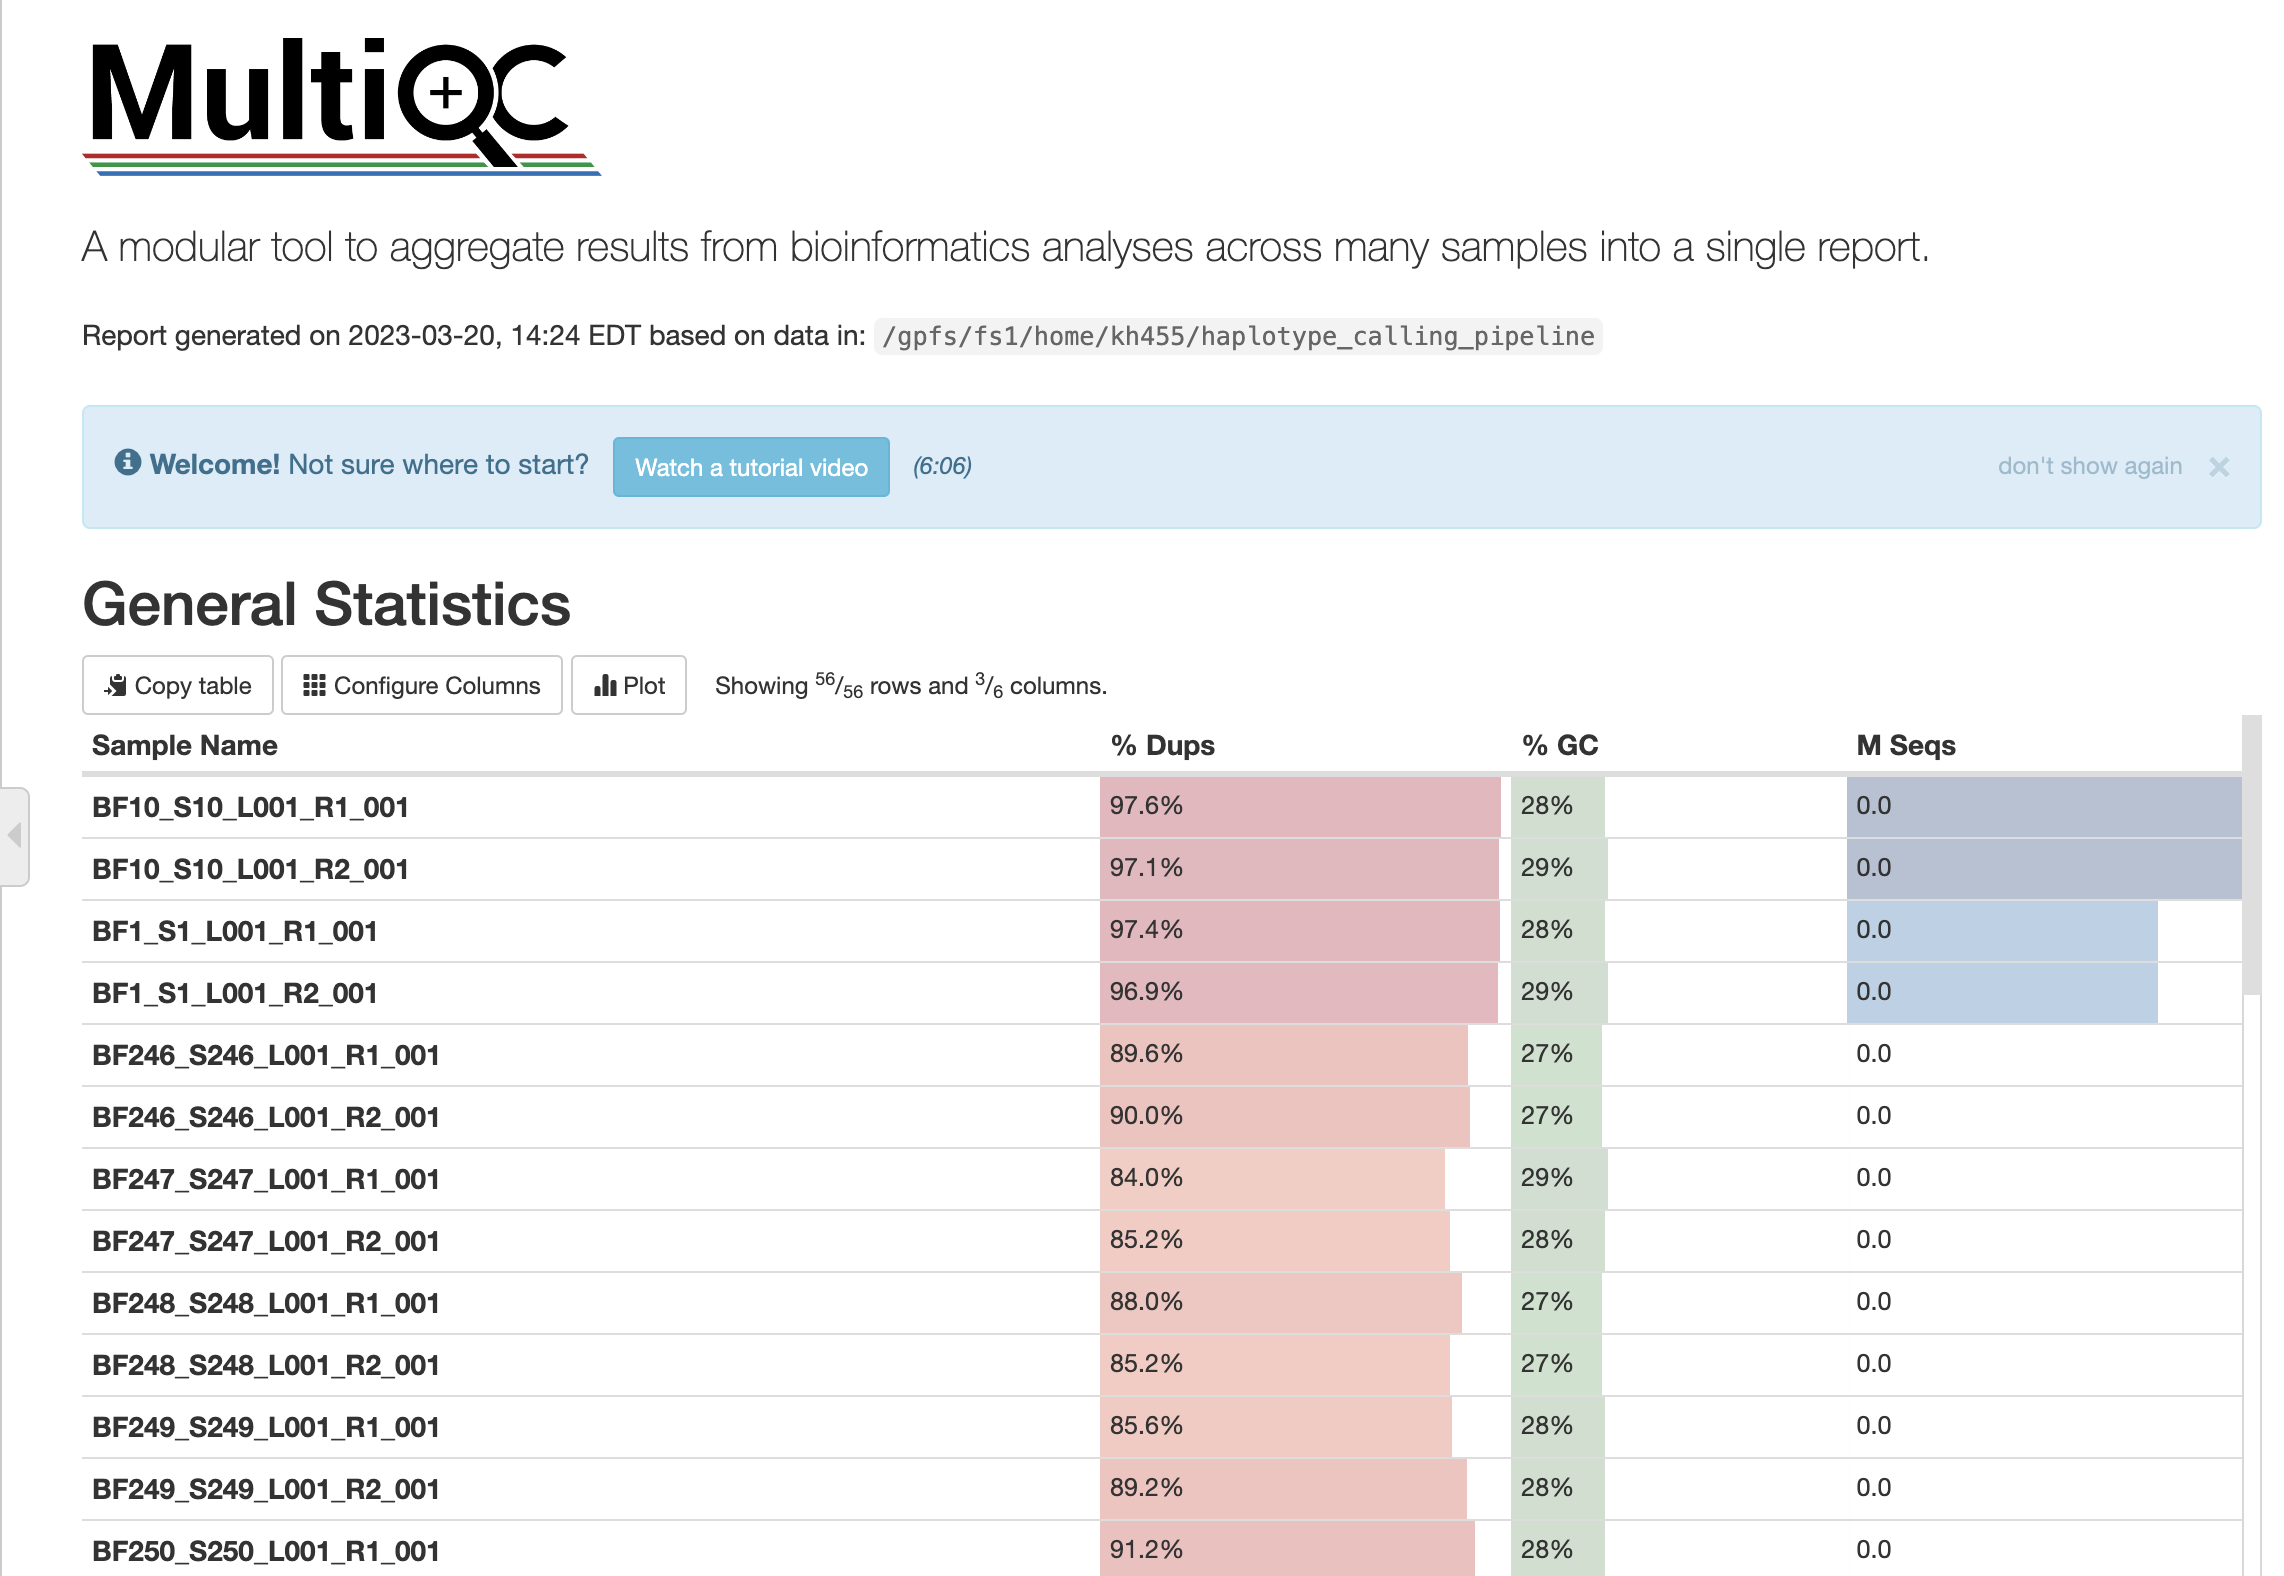 MultiQC
A modular tool to aggregate results from bioinformatics analyses across many samples into a single report.
Report generated on 2023-03-20, 14:24 EDT based on data in: /gpfs/fs1/home/kh455/haplotype_calling_pipeline
Welcome! Not sure where to start? Watch a tutorial video (6:06) don't show again ×
General Statistics
Copy table Configure Columns Plot Showing 56/56 rows and 3/6 columns.
Sample Name % Dups % GC M Seqs
BF10_S10_L001_R1_001 97.6% 28% 0.0
BF10_S10_L001_R2_001 97.1% 29% 0.0
BF1_S1_L001_R1_001 97.4% 28% 0.0
BF1_S1_L001_R2_001 96.9% 29% 0.0
BF246_S246_L001_R1_001 89.6% 27% 0.0
BF246_S246_L001_R2_001 90.0% 27% 0.0
BF247_S247_L001_R1_001 84.0% 29% 0.0
BF247_S247_L001_R2_001 85.2% 28% 0.0
BF248_S248_L001_R1_001 88.0% 27% 0.0
BF248_S248_L001_R2_001 85.2% 27% 0.0
BF249_S249_L001_R1_001 85.6% 28% 0.0
BF249_S249_L001_R2_001 89.2% 28% 0.0
BF250_S250_L001_R1_001 91.2% 28% 0.0